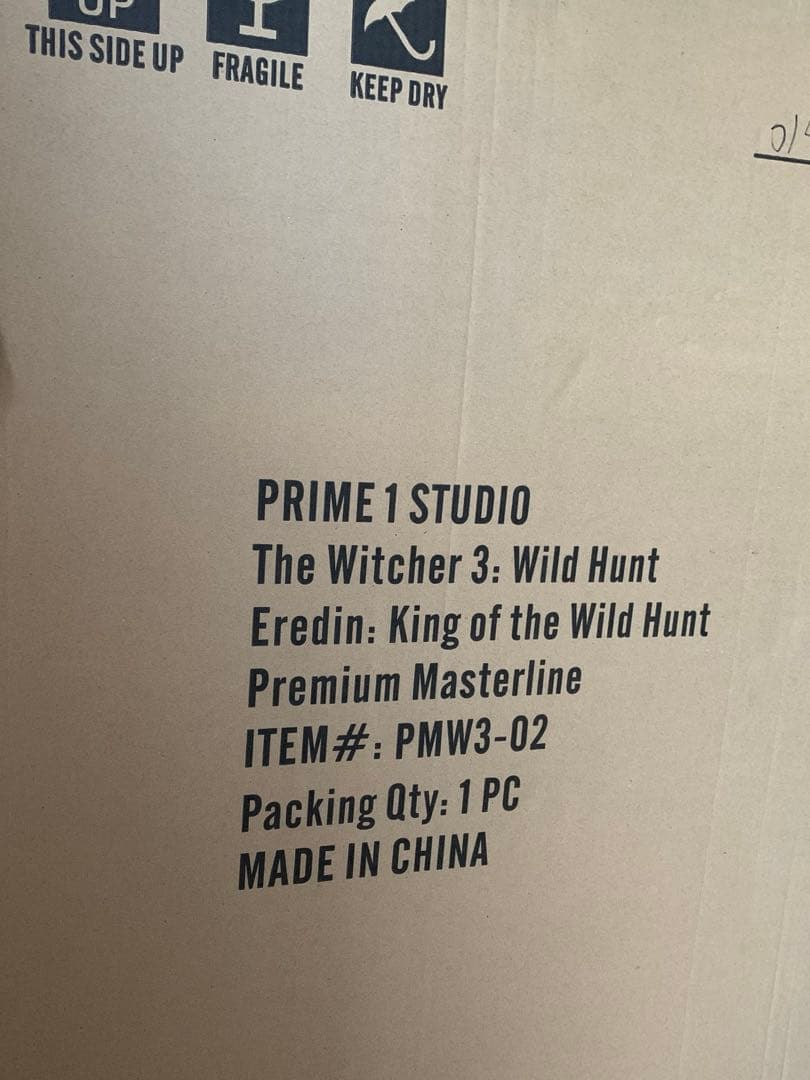 UP
THIS SIDE UP
FRAGILE
KEEP DRY
PRIME 1 STUDIO
The Witcher 3: Wild Hunt
Eredin: King of the Wild Hunt
Premium Masterline
ITEM#: PMW3-02
Packing Qty: 1 PC
MADE IN CHINA